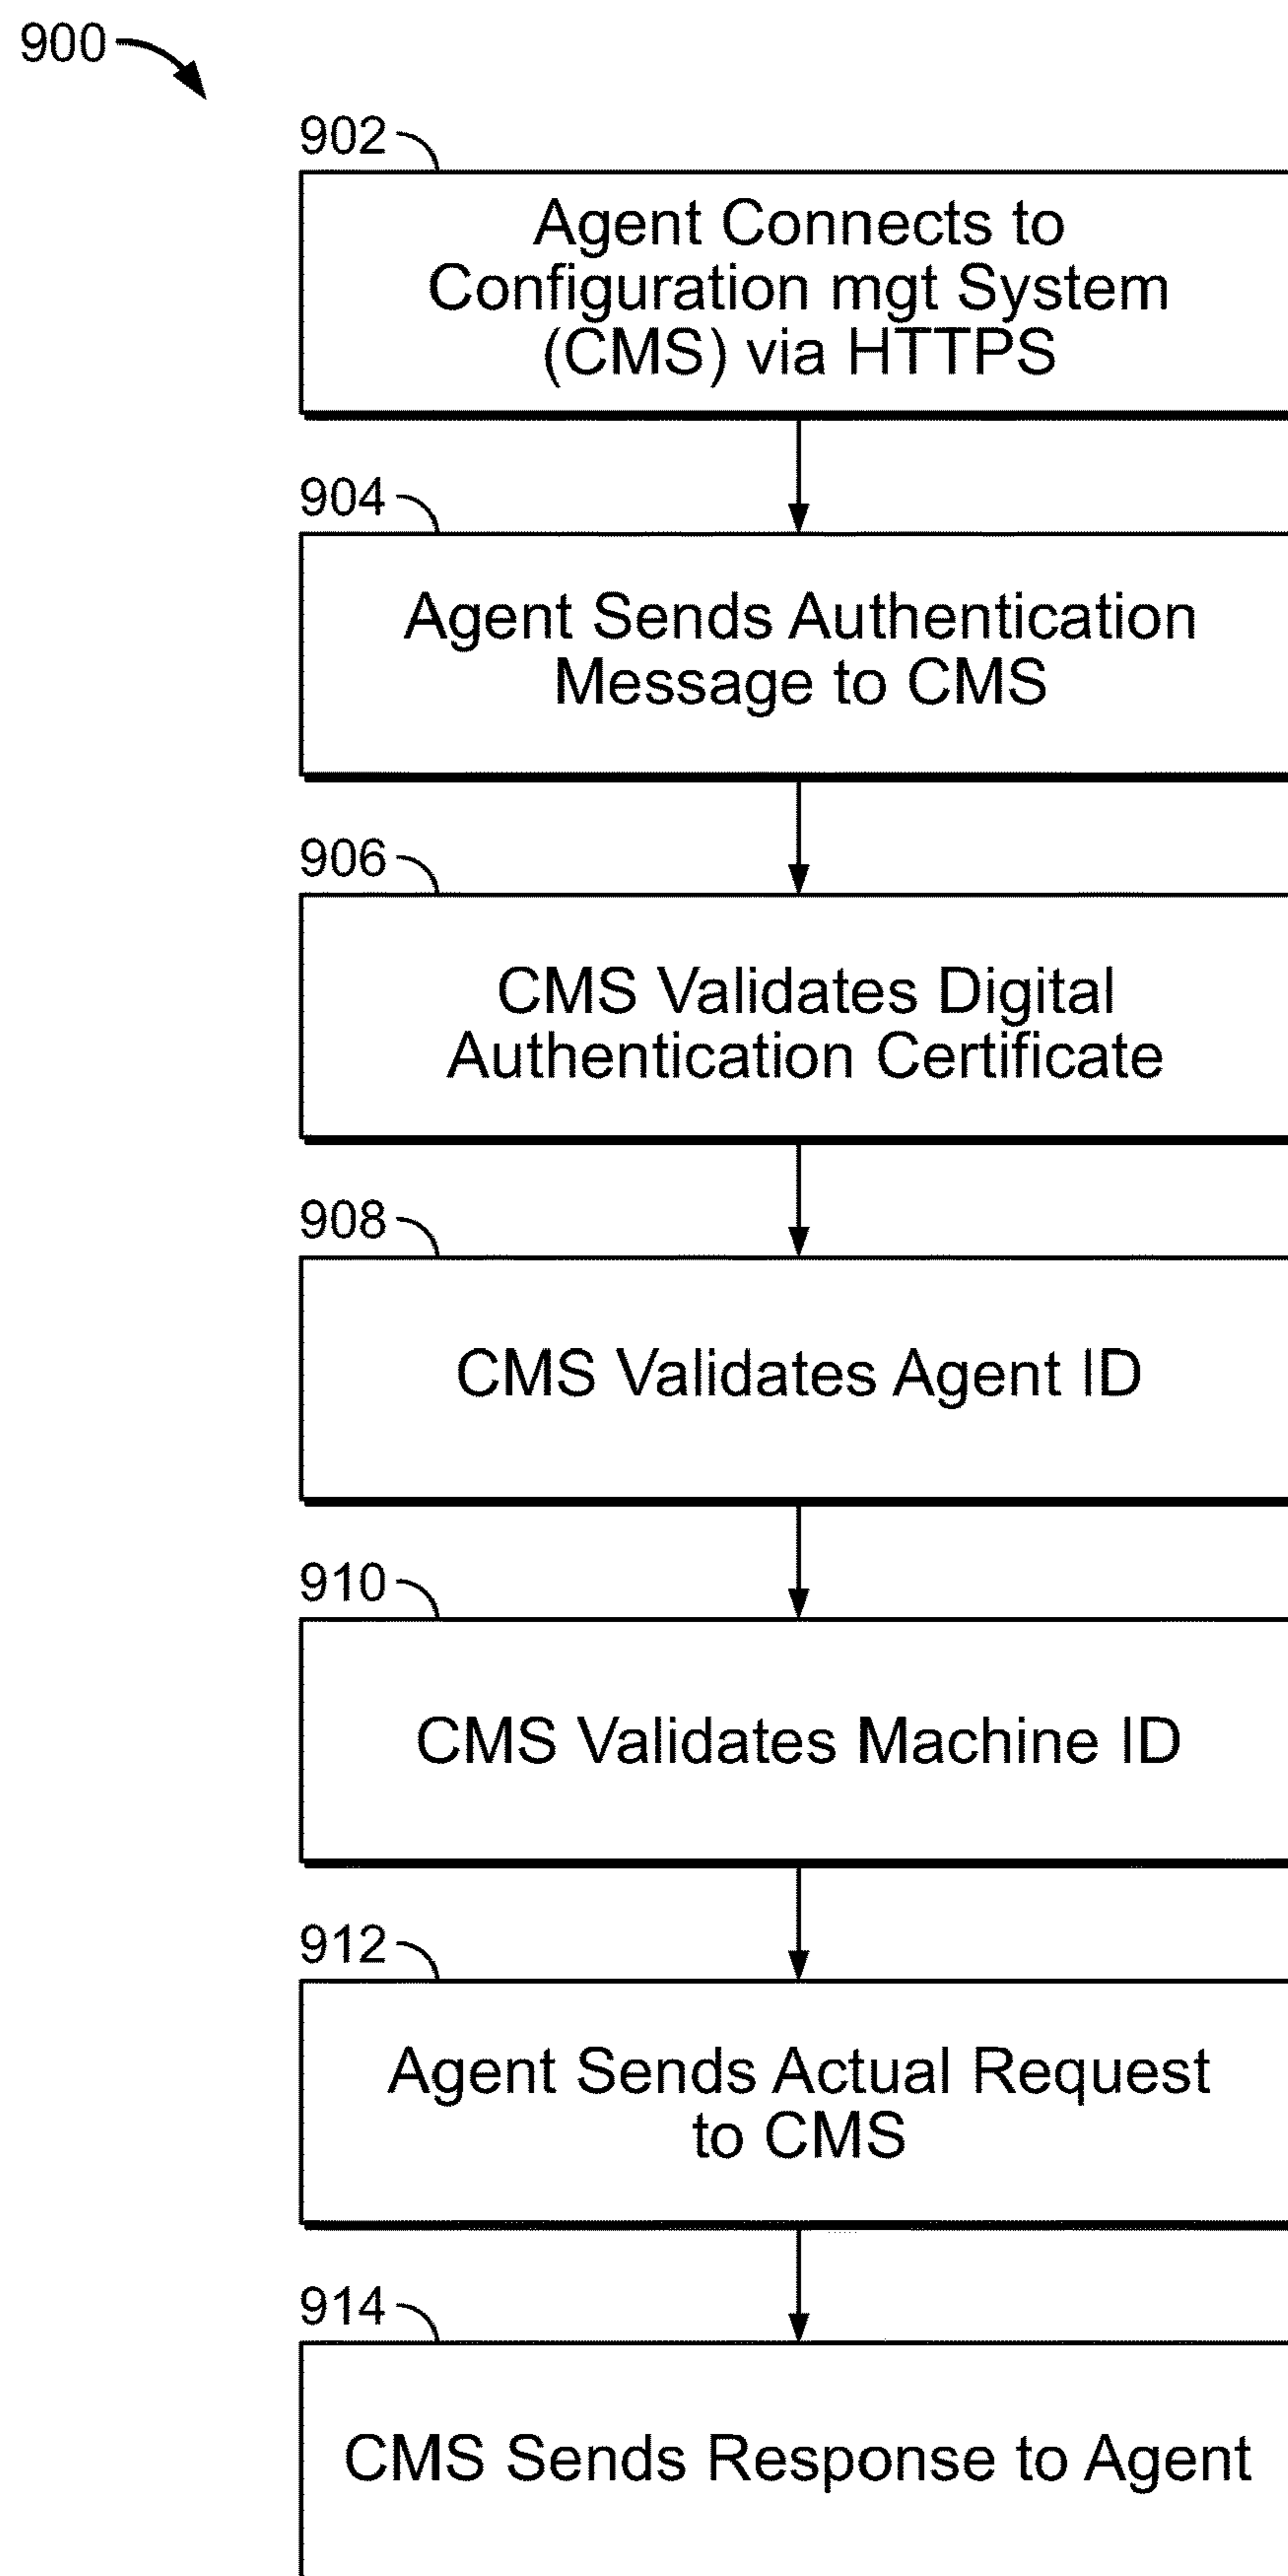 900
902
Agent Connects to
Configuration mgt System
(CMS) via HTTPS
904
Agent Sends Authentication
Message to CMS
906
CMS Validates Digital
Authentication Certificate
908
CMS Validates Agent ID
910
CMS Validates Machine ID
912
Agent Sends Actual Request
to CMS
914
CMS Sends Response to Agent